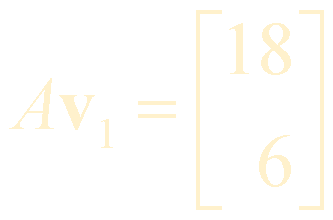 Av₁ = [18
6]